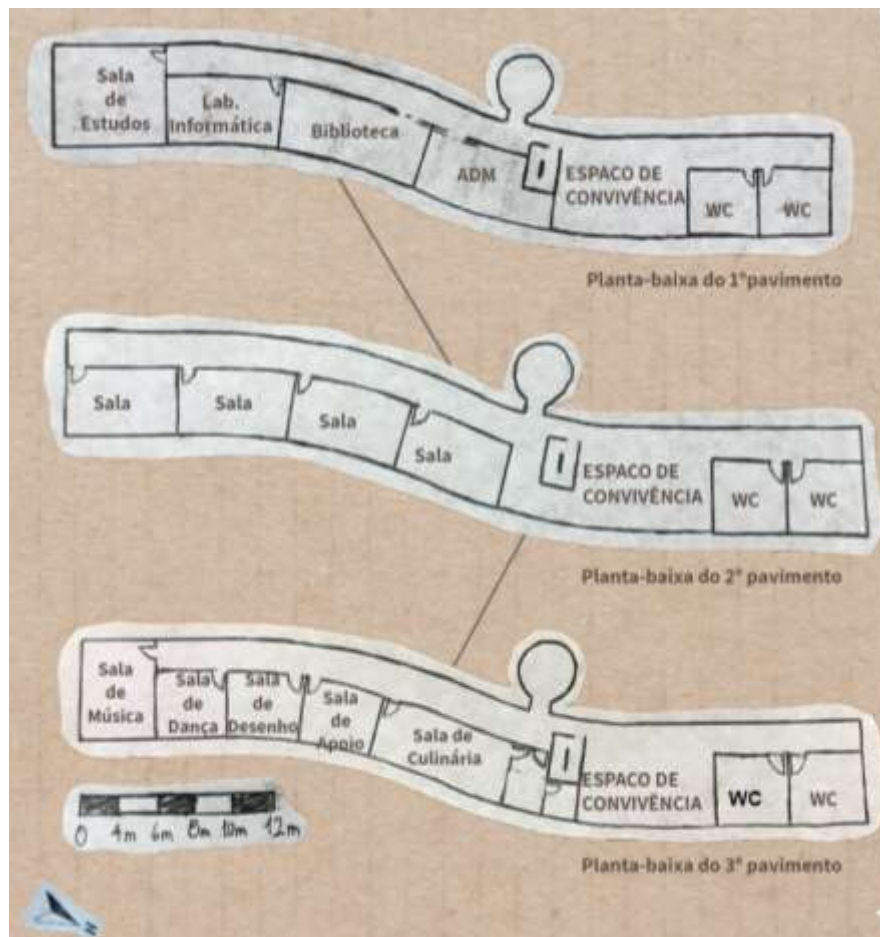 Sala
de
Estudos
Lab.
Informática
Biblioteca
ADM
ESPACO DE
CONVIVÊNCIA
WC
WC
Planta-baixa do 1°pavimento
Sala
Sala
Sala
Sala
ESPACO DE
CONVIVÊNCIA
WC
WC
Planta-baixa do 2° pavimento
Sala
de
Música
Sala
de
Dança
Sala
de
Desenho
Sala
de
Apoio
Sala de
Culinária
ESPACO DE
CONVIVÊNCIA
WC
WC
0 4m 6m 8m 10m 12m
Planta-baixa do 3° pavimento
N